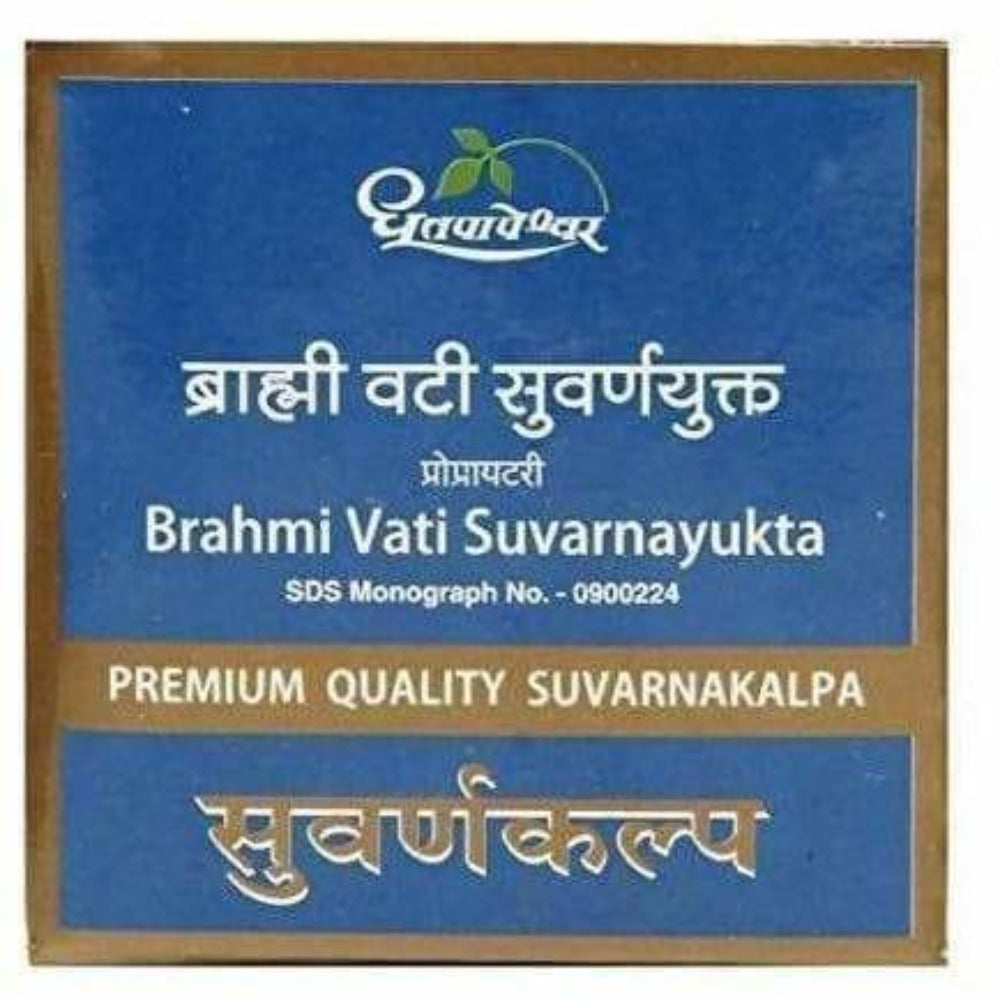 धूतपापेश्वर
ब्राह्मी वटी सुवर्णयुक्त
प्रोप्रायटरी
Brahmi Vati Suvarnayukta
SDS Monograph No. - 0900224
PREMIUM QUALITY SUVARNAKALPA
सुवर्णकल्प